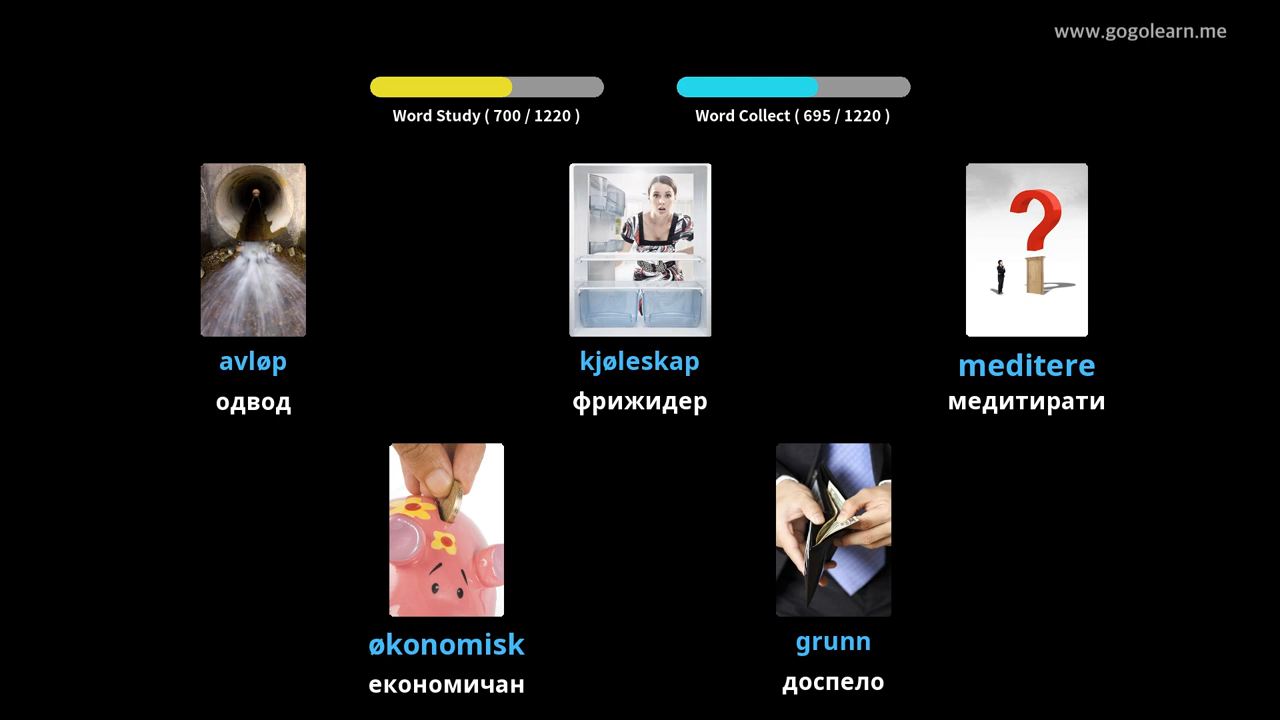 www.gogolearn.me
Word Study ( 700 / 1220 )
Word Collect ( 695 / 1220 )
avløp
одвод
kjøleskap
фрижидер
meditere
медитирати
økonomisk
економичан
grunn
доспело